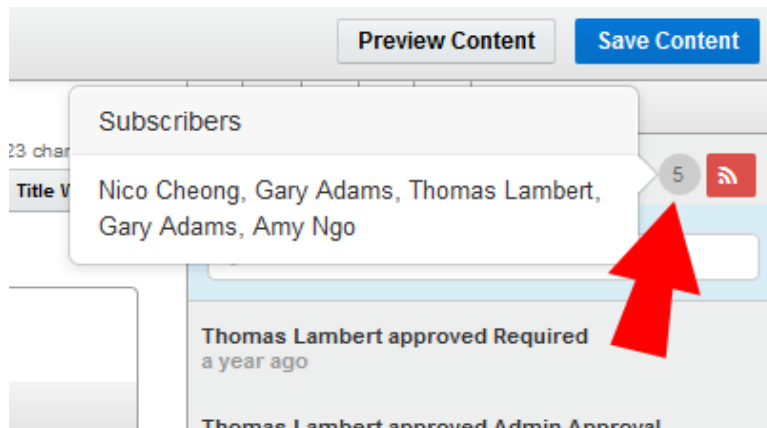 Preview Content
Save Content
Subscribers
23 char
Title
Nico Cheong, Gary Adams, Thomas Lambert,
Gary Adams, Amy Ngo
5
Thomas Lambert approved Required
a year ago
Thomas Lambert approved Admin Approval